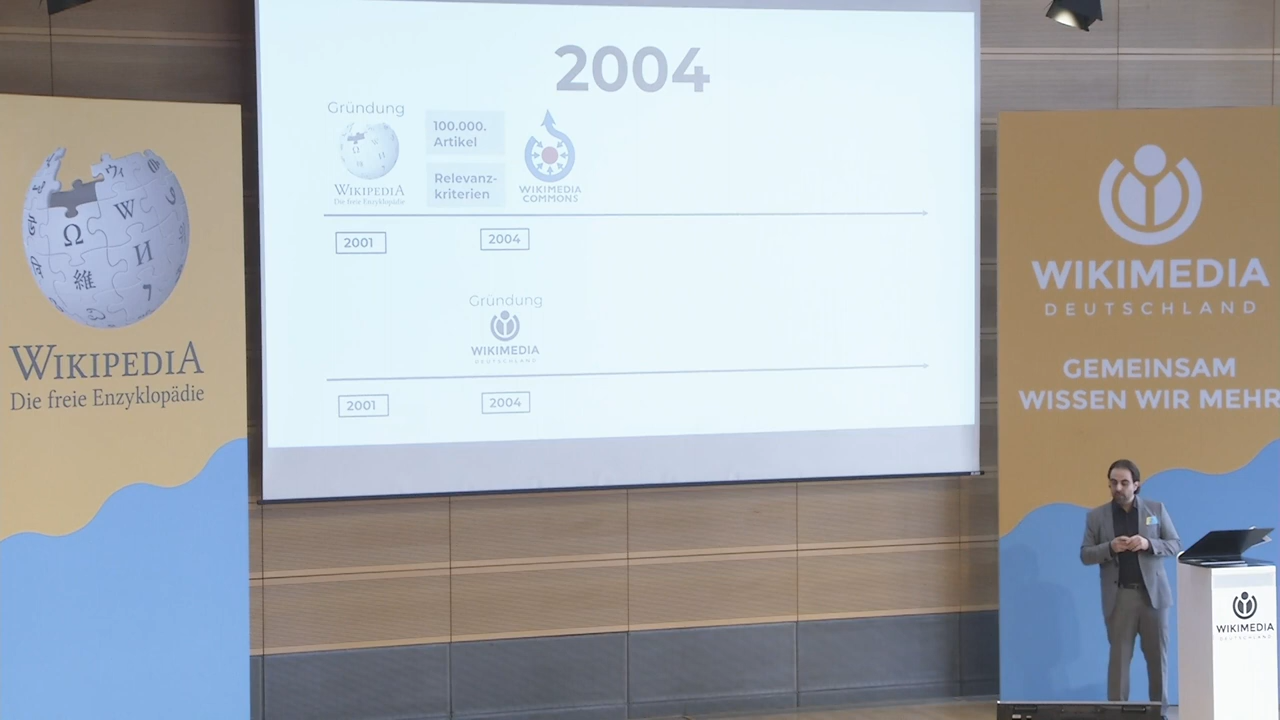 2004
Gründung
100.000.
Artikel
WIKIPEDIA
Die freie Enzyklopädie
Relevanz-
kriterien
WIKIMEDIA
COMMONS
2001
2004
Gründung
WIKIMEDIA
DEUTSCHLAND
2001
2004
Ω
W
И
維
WIKIPEDIA
Die freie Enzyklopädie
WIKIMEDIA
DEUTSCHLAND
GEMEINSAM
WISSEN WIR MEHR
WIKIMEDIA
DEUTSCHLAND